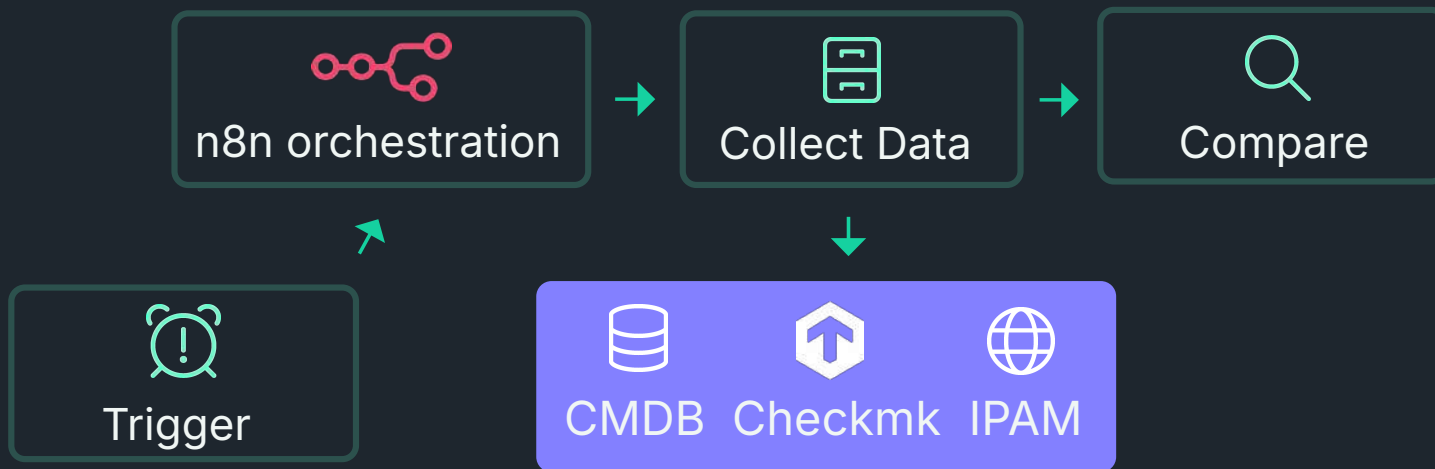 n8n orchestration
Collect Data
Compare
Trigger
CMDB
Checkmk
IPAM